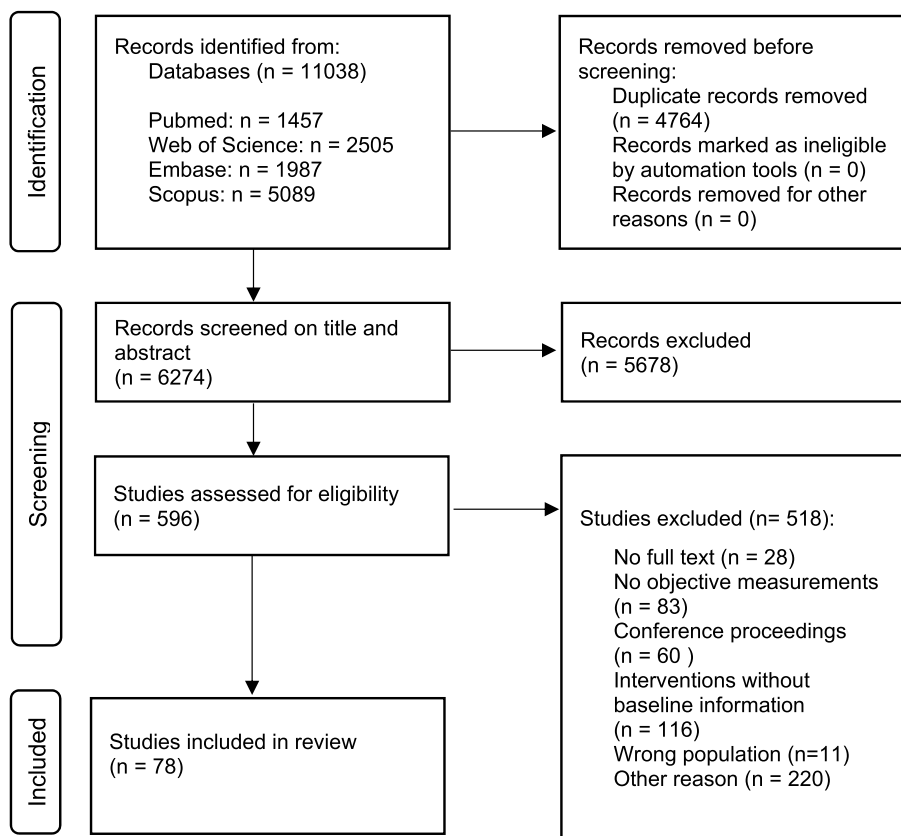 Identification
Records identified from:
Databases (n = 11038)
Pubmed: n = 1457
Web of Science: n = 2505
Embase: n = 1987
Scopus: n = 5089
Records removed before
screening:
Duplicate records removed
(n = 4764)
Records marked as ineligible
by automation tools (n = 0)
Records removed for other
reasons (n = 0)
Screening
Records screened on title and
abstract
(n = 6274)
Records excluded
(n = 5678)
Studies assessed for eligibility
(n = 596)
Studies excluded (n= 518):
No full text (n = 28)
No objective measurements
(n = 83)
Conference proceedings
(n = 60 )
Interventions without
baseline information
(n = 116)
Wrong population (n=11)
Other reason (n = 220)
Included
Studies included in review
(n = 78)